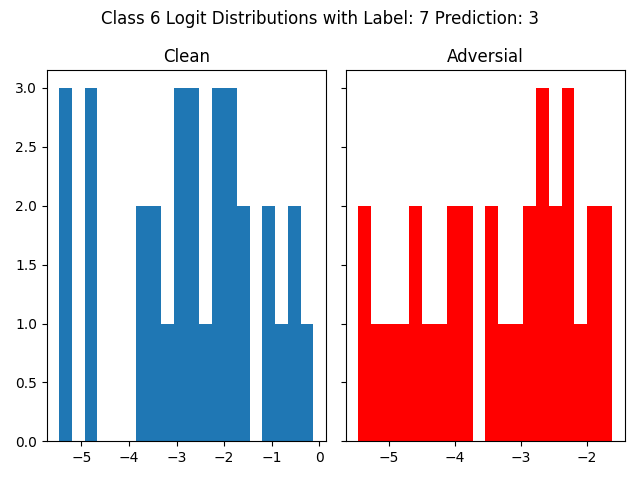 Class 6 Logit Distributions with Label: 7 Prediction: 3
Clean
Adversial
3.0
2.5
2.0
1.5
1.0
0.5
0.0
−5 −4 −3 −2 −1 0
−5 −4 −3 −2